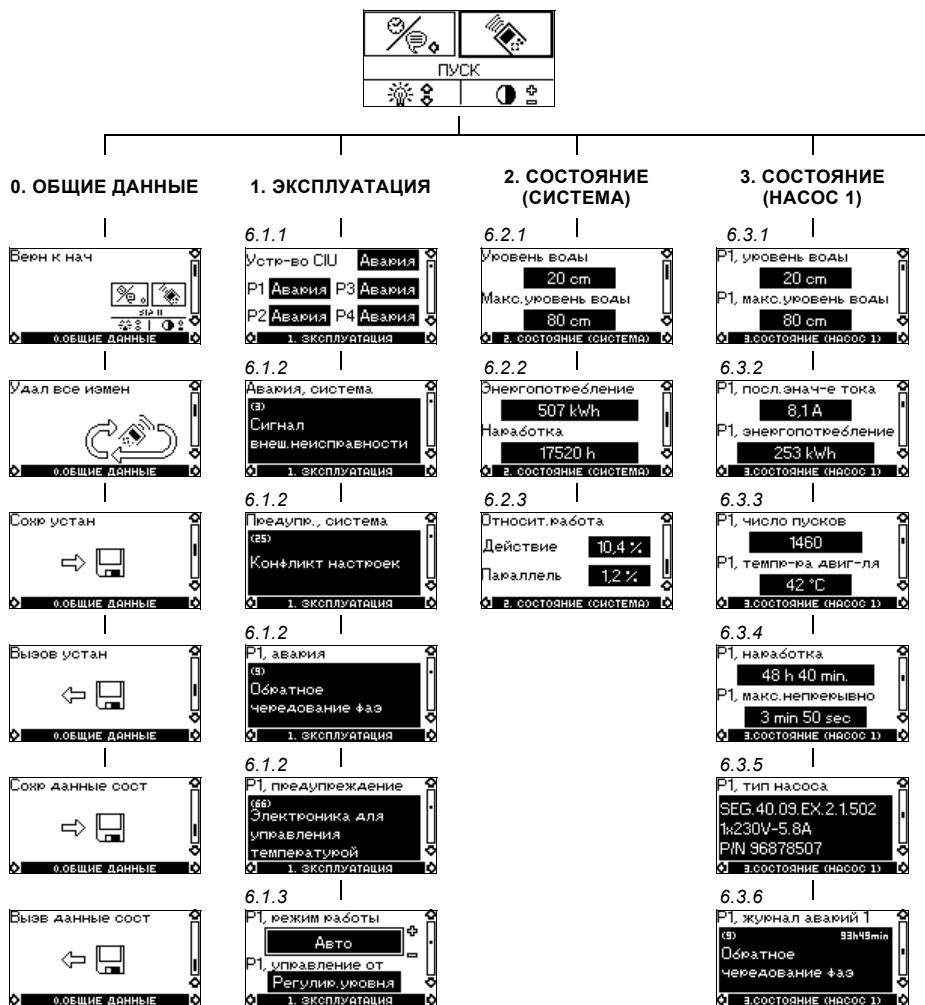 ПУСК
0. ОБЩИЕ ДАННЫЕ
Верн к нач
0.ОБЩИЕ ДАННЫЕ
Удал все измен
0.ОБЩИЕ ДАННЫЕ
Сохр устан
0.ОБЩИЕ ДАННЫЕ
Вызов устан
0.ОБЩИЕ ДАННЫЕ
Сохр данные сост
0.ОБЩИЕ ДАННЫЕ
Вызв данные сост
0.ОБЩИЕ ДАННЫЕ
1. ЭКСПЛУАТАЦИЯ
6.1.1
Устр-во CIU Авария
P1 Авария P3 Авария
P2 Авария P4 Авария
1. ЭКСПЛУАТАЦИЯ
6.1.2
Авария, система
(3)
Сигнал
внеш.неисправности
1. ЭКСПЛУАТАЦИЯ
6.1.2
Предупр., система
(25)
Конфликт настроек
1. ЭКСПЛУАТАЦИЯ
6.1.2
P1, авария
(9)
Обратное
чередование фаз
1. ЭКСПЛУАТАЦИЯ
6.1.2
P1, предупреждение
(66)
Электроника для
управления
температурой
1. ЭКСПЛУАТАЦИЯ
6.1.3
P1, режим работы
Авто
P1, управление от
Регулир.уровня
1. ЭКСПЛУАТАЦИЯ
2. СОСТОЯНИЕ
(СИСТЕМА)
6.2.1
Уровень воды
20 cm
Макс.уровень воды
80 cm
2. СОСТОЯНИЕ (СИСТЕМА)
6.2.2
Энергопотребление
507 kWh
Наработка
17520 h
2. СОСТОЯНИЕ (СИСТЕМА)
6.2.3
Относит.работа
Действие 10,4 %
Параллель 1,2 %
2. СОСТОЯНИЕ (СИСТЕМА)
3. СОСТОЯНИЕ
(НАСОС 1)
6.3.1
P1, уровень воды
20 cm
P1, макс.уровень воды
80 cm
3.СОСТОЯНИЕ (НАСОС 1)
6.3.2
P1, посл.знач-е тока
8,1 A
P1, энергопотребление
253 kWh
3.СОСТОЯНИЕ (НАСОС 1)
6.3.3
P1, число пусков
1460
P1, темпр-ра двиг-ля
42 °C
3.СОСТОЯНИЕ (НАСОС 1)
6.3.4
P1, наработка
48 h 40 min.
P1, макс.непрерывно
3 min 50 sec
3.СОСТОЯНИЕ (НАСОС 1)
6.3.5
P1, тип насоса
SEG.40.09.EX.2.1.502
1x230V-5.8A
P/N 96878507
3.СОСТОЯНИЕ (НАСОС 1)
6.3.6
P1, журнал аварий 1
(9) 93h49min
Обратное
чередование фаз
3.СОСТОЯНИЕ (НАСОС 1)